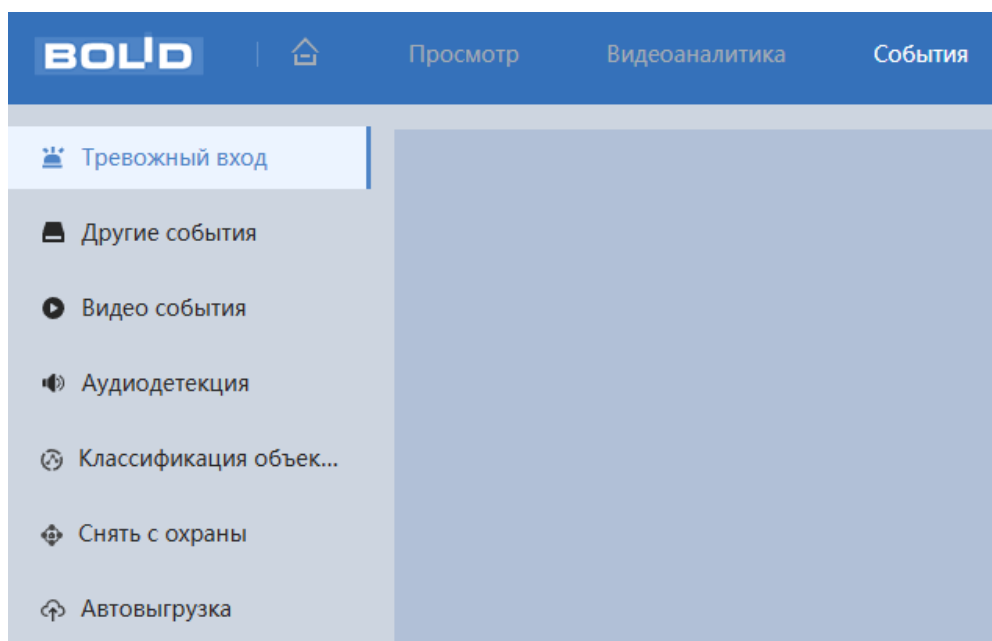 BOLID
Просмотр
Видеоаналитика
События
Тревожный вход
Другие события
Видео события
Аудиодетекция
Классификация объек...
Снять с охраны
Автовыгрузка